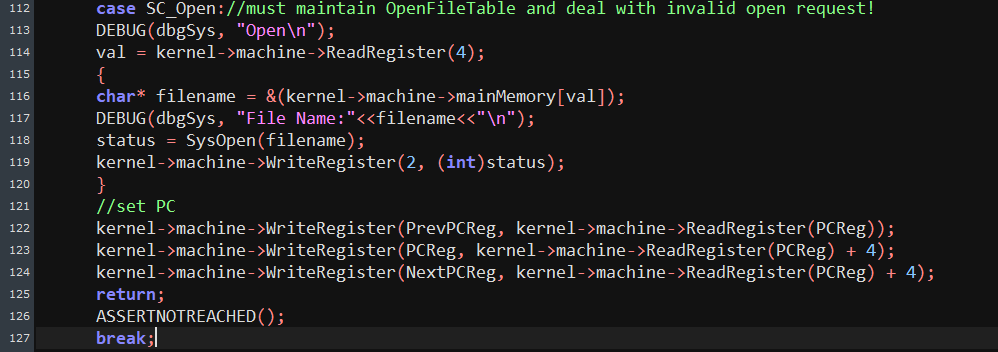 112 case SC_Open://must maintain OpenFileTable and deal with invalid open request!
113 DEBUG(dbgSys, "Open\n");
114 val = kernel->machine->ReadRegister(4);
115 {
116 char* filename = &(kernel->machine->mainMemory[val]);
117 DEBUG(dbgSys, "File Name:"<<filename<<"\n");
118 status = SysOpen(filename);
119 kernel->machine->WriteRegister(2, (int)status);
120 }
121 //set PC
122 kernel->machine->WriteRegister(PrevPCReg, kernel->machine->ReadRegister(PCReg));
123 kernel->machine->WriteRegister(PCReg, kernel->machine->ReadRegister(PCReg) + 4);
124 kernel->machine->WriteRegister(NextPCReg, kernel->machine->ReadRegister(PCReg) + 4);
125 return;
126 ASSERTNOTREACHED();
127 break;